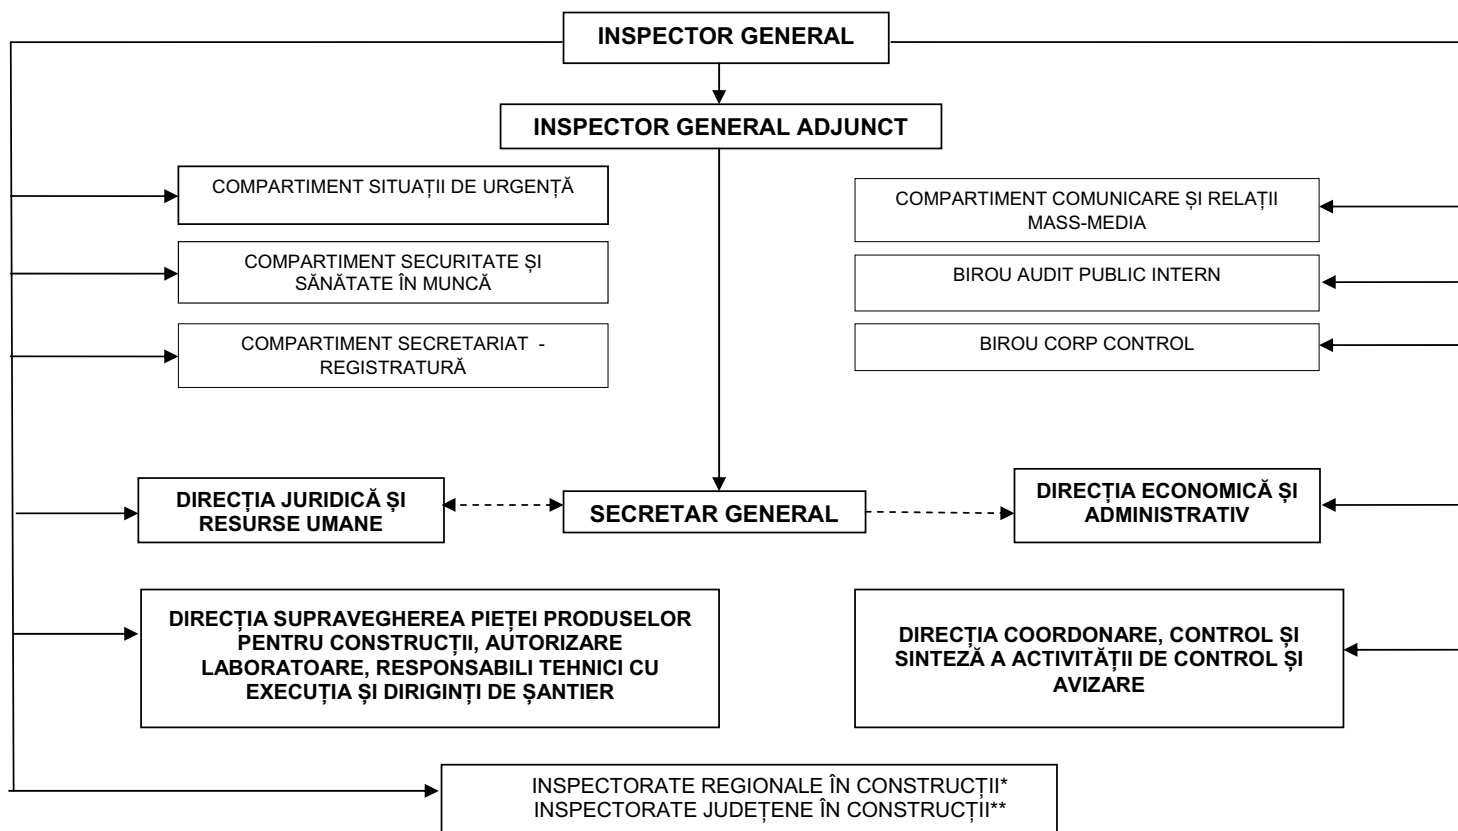 INSPECTOR GENERAL
INSPECTOR GENERAL ADJUNCT
COMPARTIMENT SITUAȚII DE URGENȚĂ
COMPARTIMENT COMUNICARE ȘI RELAȚII
MASS-MEDIA
COMPARTIMENT SECURITATE ȘI
SĂNĂTATE ÎN MUNCĂ
BIROU AUDIT PUBLIC INTERN
COMPARTIMENT SECRETARIAT -
REGISTRATURĂ
BIROU CORP CONTROL
DIRECȚIA JURIDICĂ ȘI
RESURSE UMANE
SECRETAR GENERAL
DIRECȚIA ECONOMICĂ ȘI
ADMINISTRATIV
DIRECȚIA SUPRAVEGHEREA PIEȚEI PRODUSELOR
PENTRU CONSTRUCȚII, AUTORIZARE
LABORATOARE, RESPONSABILI TEHNICI CU
EXECUȚIA ȘI DIRIGINȚI DE ȘANTIER
DIRECȚIA COORDONARE, CONTROL ȘI
SINTEZĂ A ACTIVITĂȚII DE CONTROL ȘI
AVIZARE
INSPECTORATE REGIONALE ÎN CONSTRUCȚII*
INSPECTORATE JUDEȚENE ÎN CONSTRUCȚII**